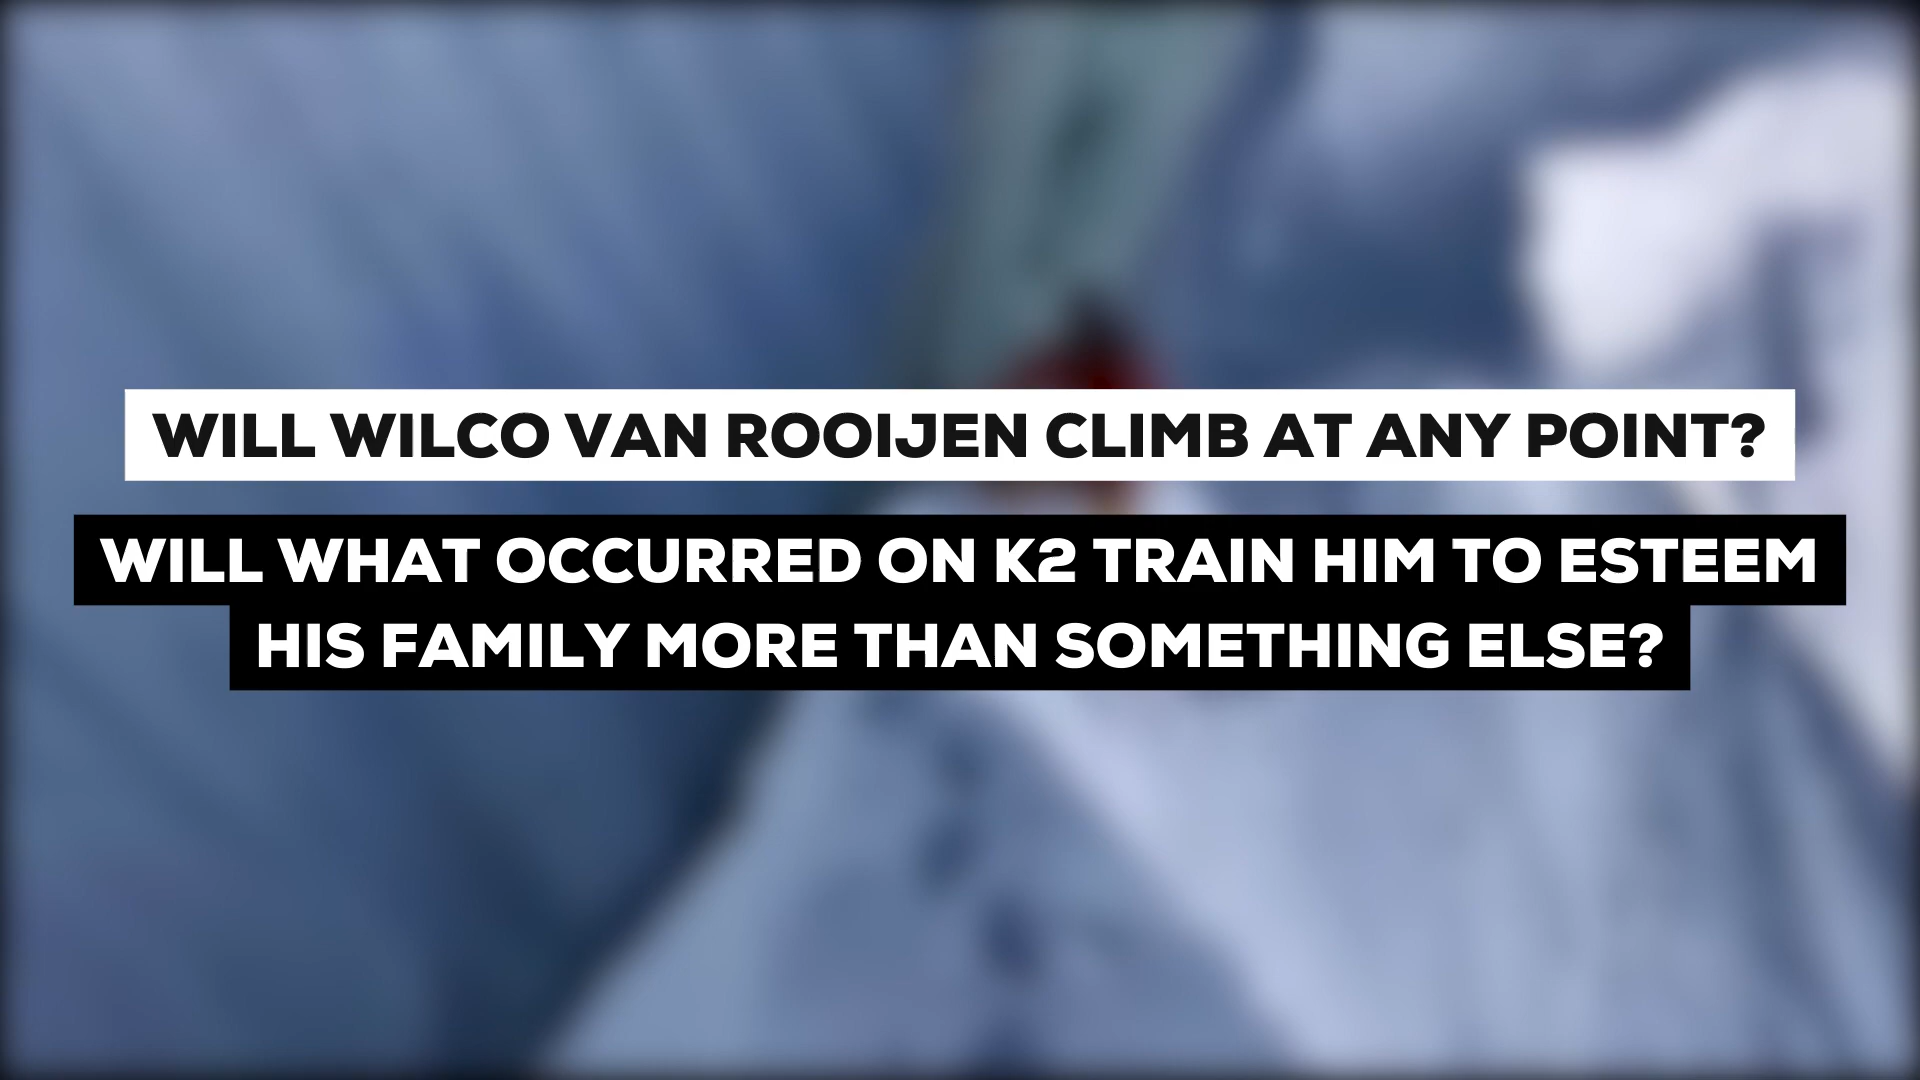 WILL WILCO VAN ROOIJEN CLIMB AT ANY POINT?
WILL WHAT OCCURRED ON K2 TRAIN HIM TO ESTEEM
HIS FAMILY MORE THAN SOMETHING ELSE?